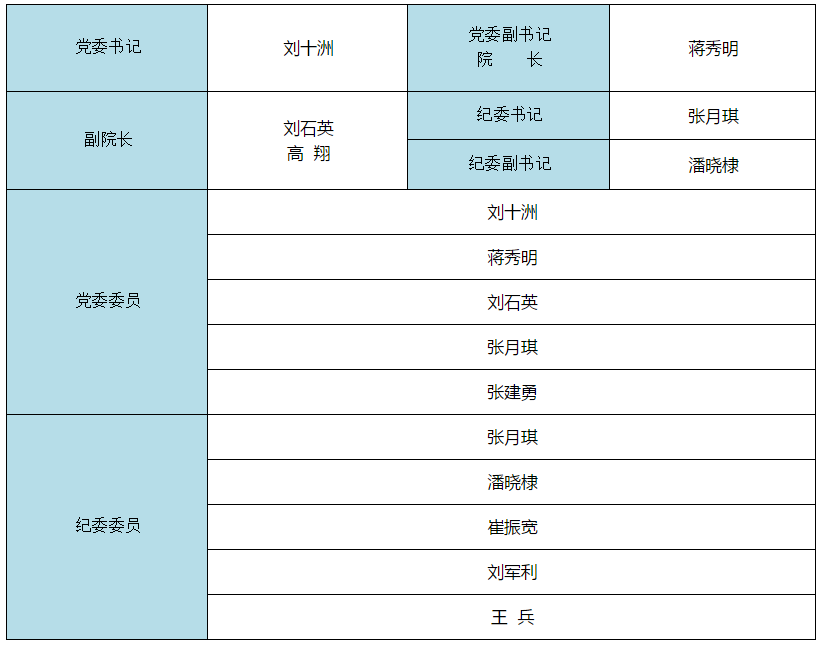 党委书记
刘十洲
党委副书记
院 长
蒋秀明
副院长
刘石英
高 翔
纪委书记
张月琪
纪委副书记
潘晓棣
党委委员
刘十洲
蒋秀明
刘石英
张月琪
张建勇
纪委委员
张月琪
潘晓棣
崔振宽
刘军利
王 兵